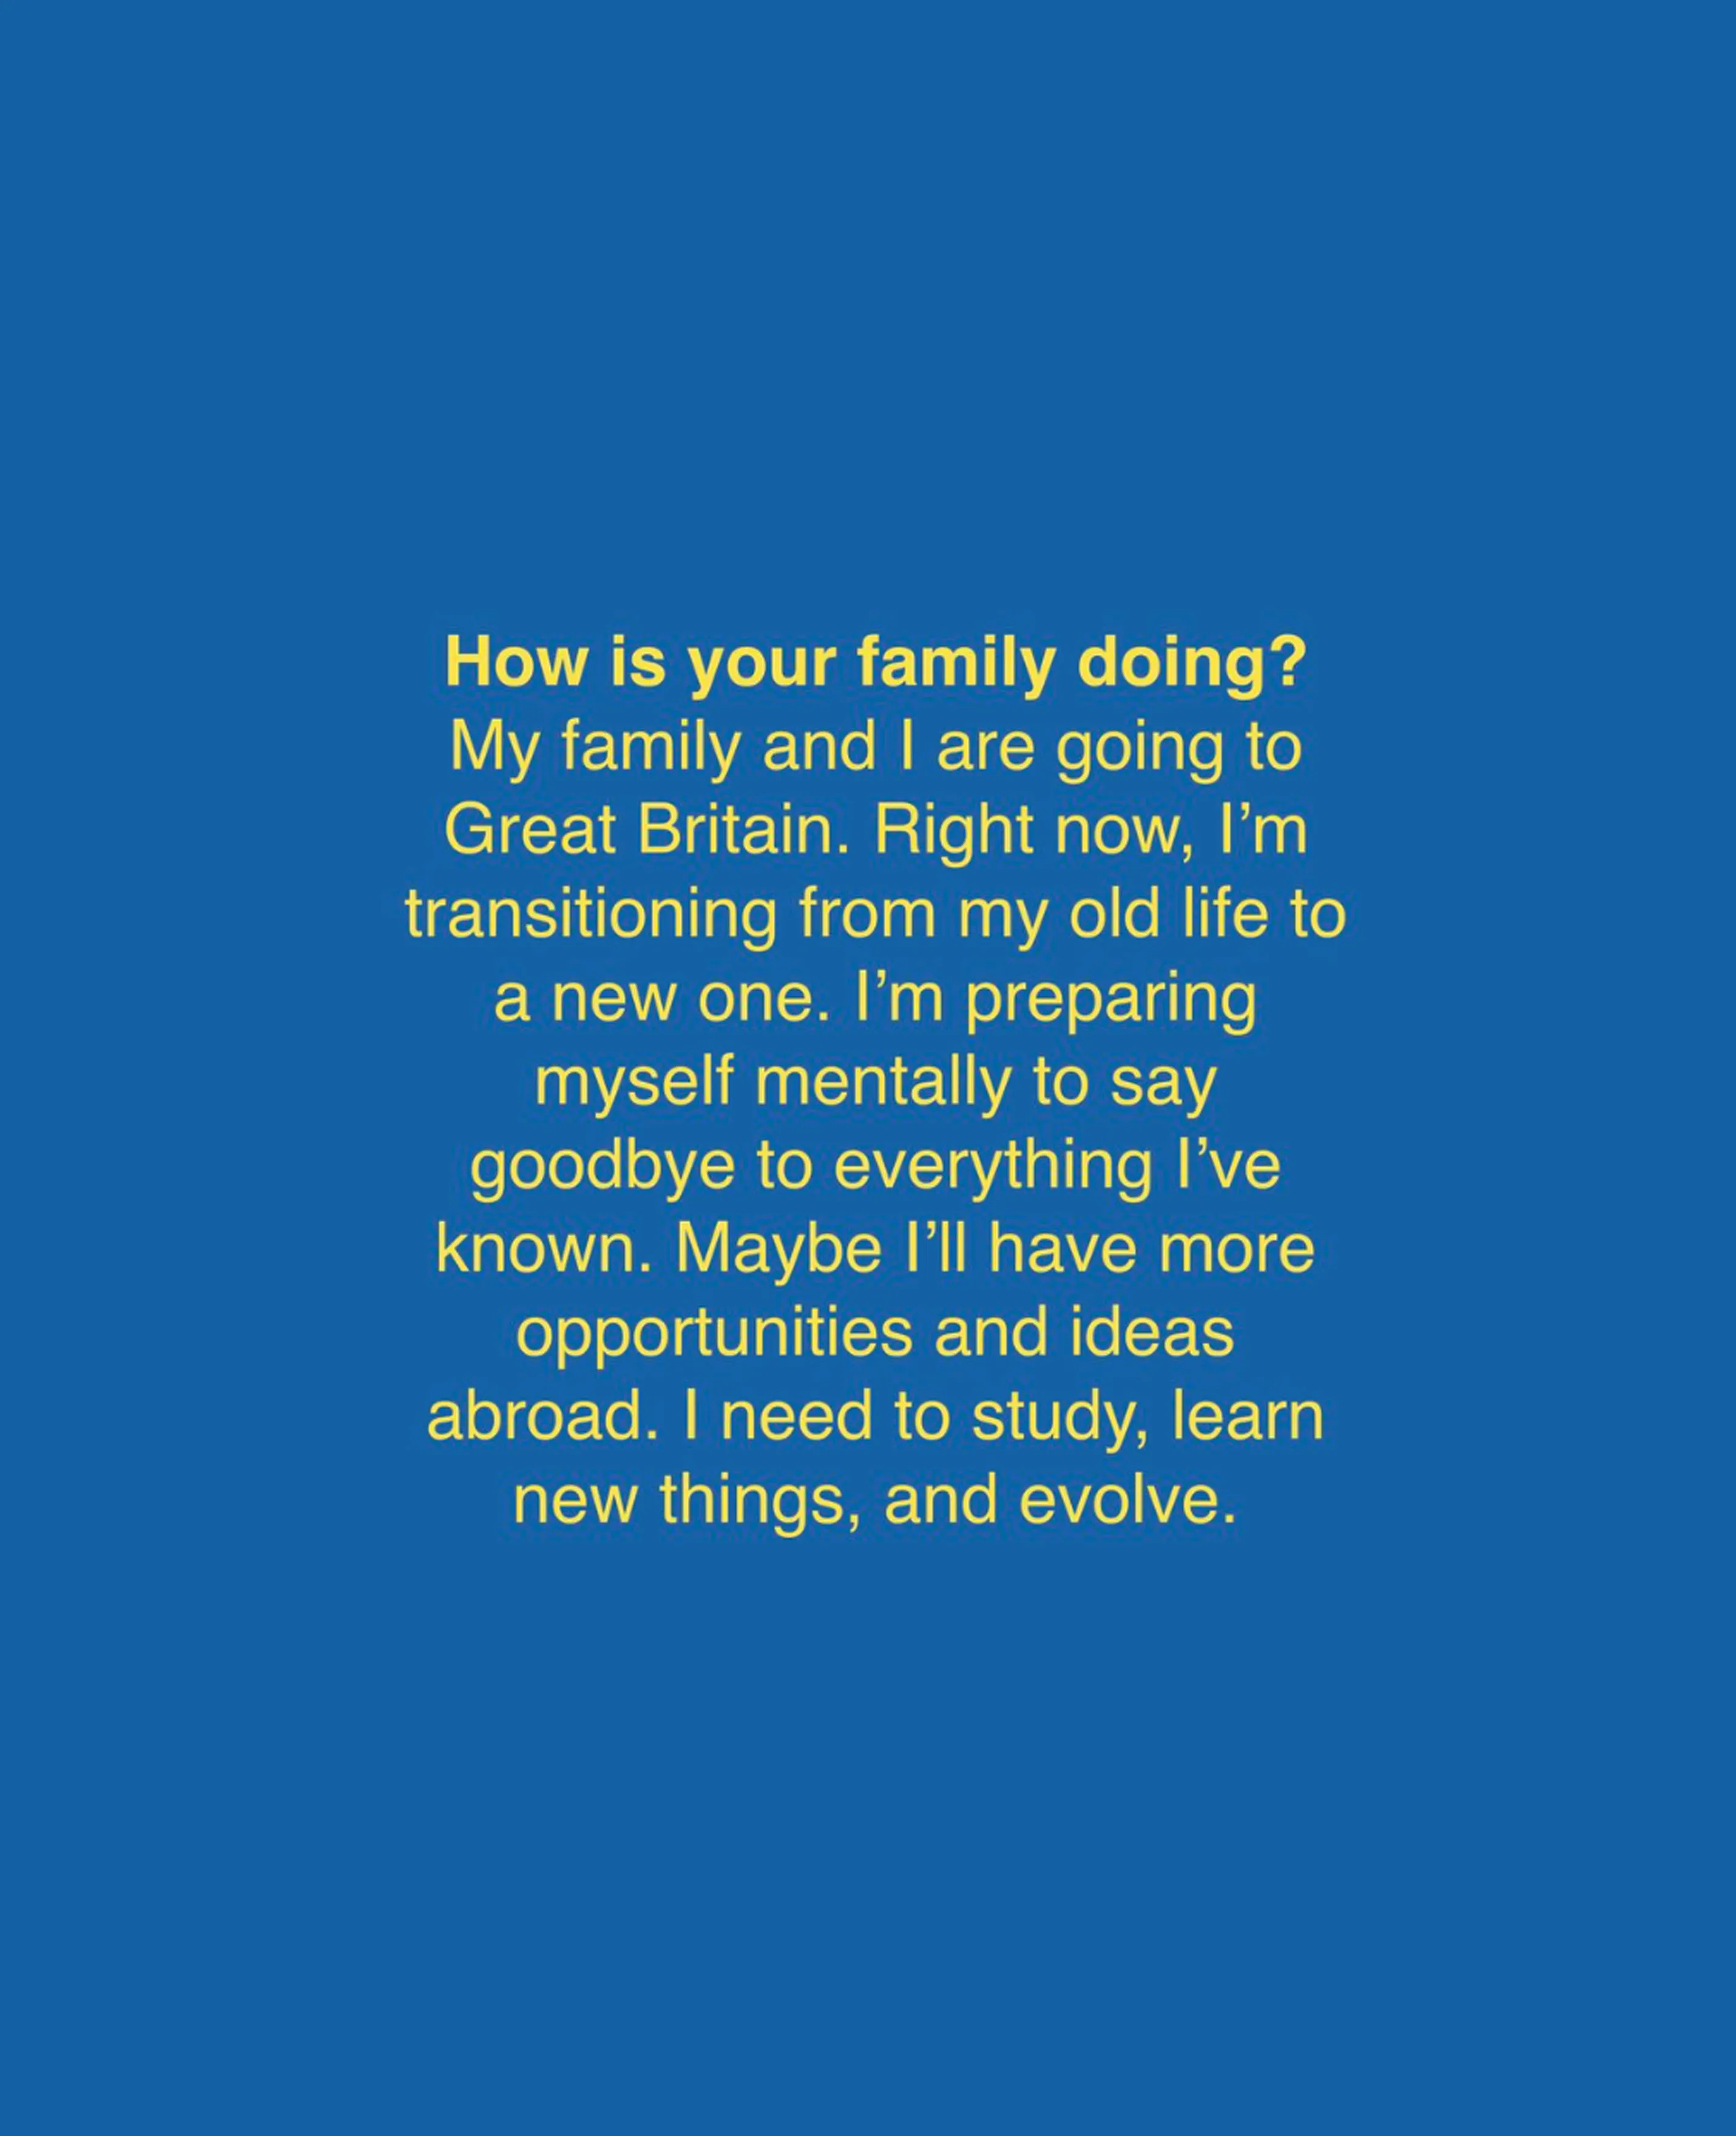 How is your family doing?
My family and I are going to
Great Britain. Right now, I’m
transitioning from my old life to
a new one. I’m preparing
myself mentally to say
goodbye to everything I’ve
known. Maybe I’ll have more
opportunities and ideas
abroad. I need to study, learn
new things, and evolve.